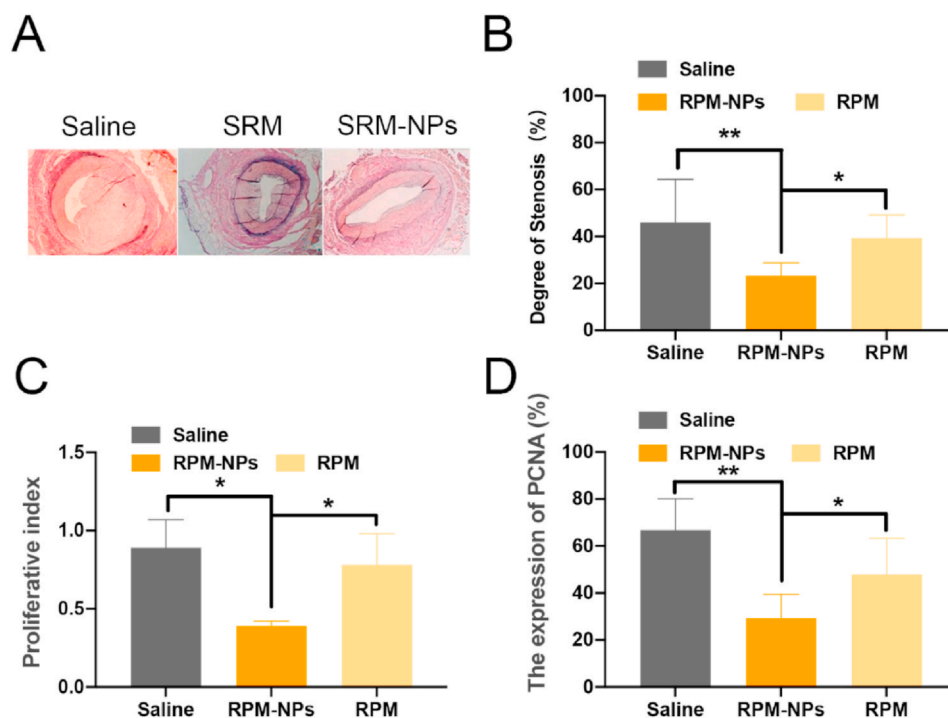 A
Saline
SRM
SRM-NPs
B
Saline
RPM-NPs
RPM
Degree of Stenosis (%)
100
80
60
40
20
0
**
*
Saline
RPM-NPs
RPM
C
Saline
RPM-NPs
RPM
Proliferative index
1.5
1.0
0.5
0.0
*
*
Saline
RPM-NPs
RPM
D
Saline
RPM-NPs
RPM
The expression of PCNA (%)
100
80
60
40
20
0
**
*
Saline
RPM-NPs
RPM